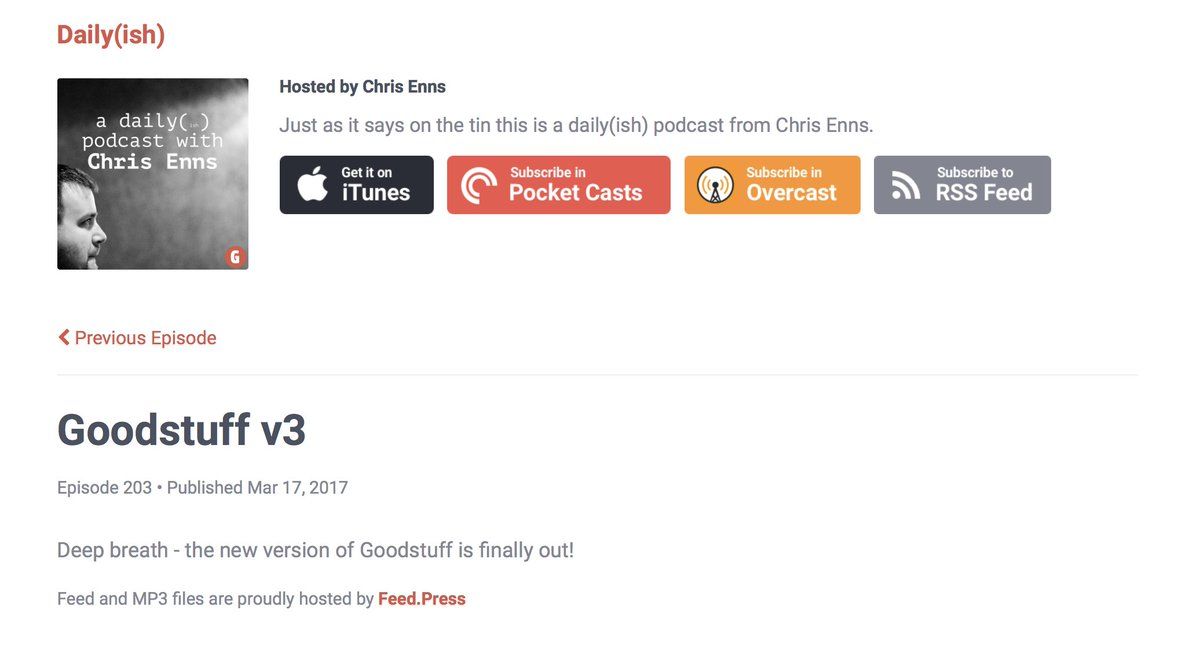 Daily(ish)
a daily(ish)
podcast with
Chris Enns
G
Hosted by Chris Enns
Just as it says on the tin this is a daily(ish) podcast from Chris Enns.
Get it on
iTunes
Subscribe in
Pocket Casts
Subscribe in
Overcast
Subscribe to
RSS Feed
Previous Episode
Goodstuff v3
Episode 203 • Published Mar 17, 2017
Deep breath - the new version of Goodstuff is finally out!
Feed and MP3 files are proudly hosted by Feed.Press